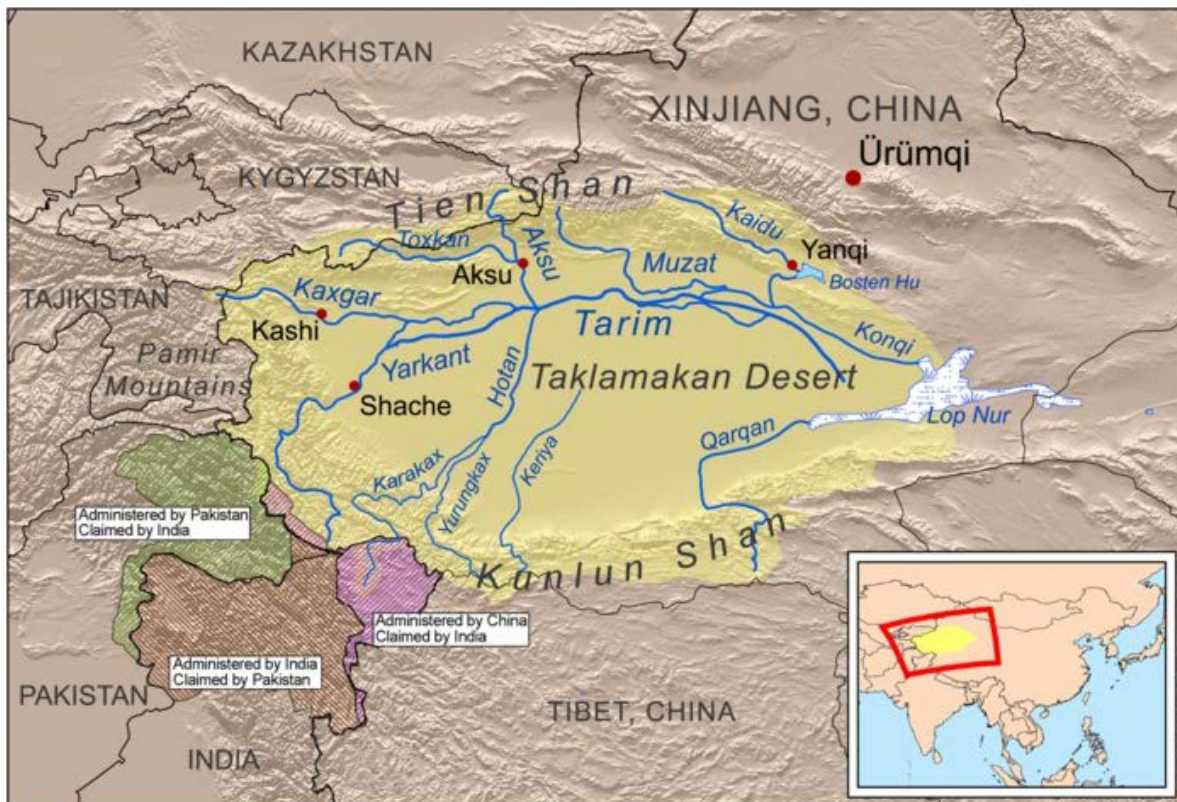 KAZAKHSTAN
XINJIANG, CHINA
Ürümqi
KYGYZSTAN
Tien Shan
Kaidu
Toxkan
Aksu
Yanqi
Aksu
Muzat
Bosten Hu
TAJIKISTAN
Kaxgar
Kashi
Tarim
Konqi
Pamir
Mountains
Yarkant
Hotan
Taklamakan Desert
Shache
Lop Nur
Qarqan
Karakax
Yurungkax
Keriya
Administered by Pakistan
Claimed by India
Kunlun Shan
Administered by China
Claimed by India
Administered by India
Claimed by Pakistan
PAKISTAN
TIBET, CHINA
INDIA